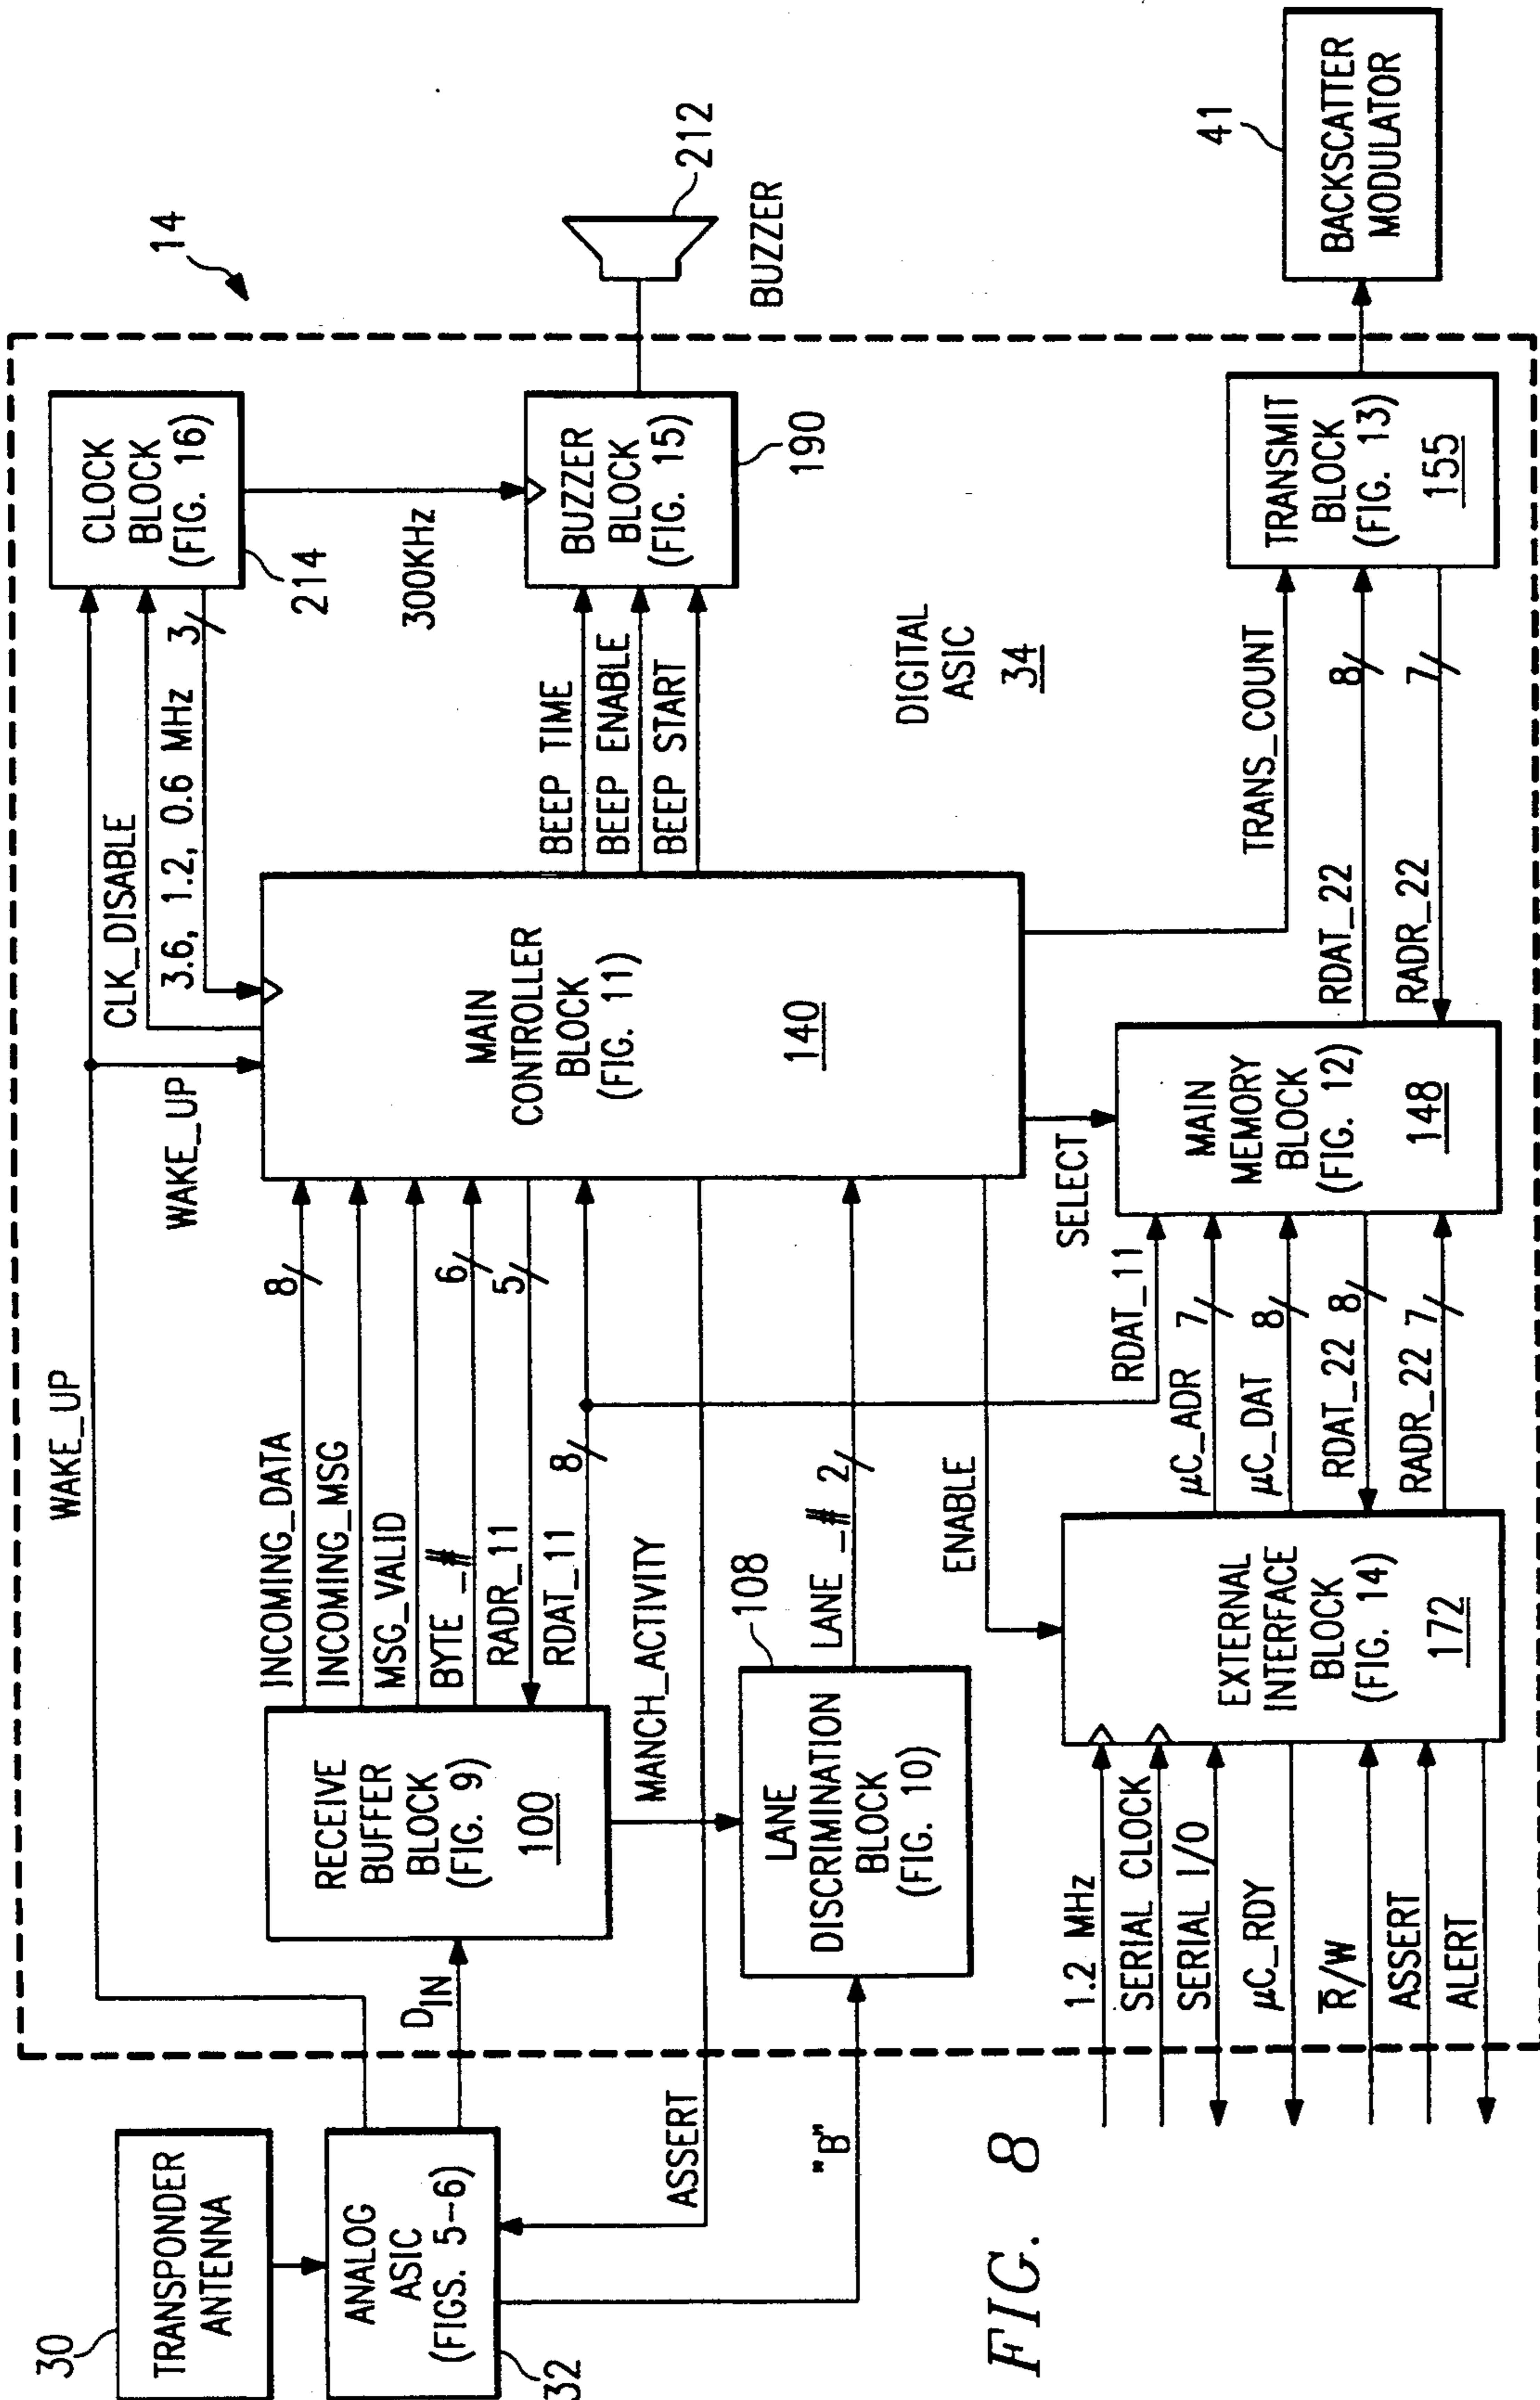 14
30
TRANSPONDER
ANTENNA
ANALOG
ASIC
(FIGS. 5-6)
32
WAKE_UP
D_IN
ASSERT
"B"
RECEIVE
BUFFER
BLOCK
(FIG. 9)
100
INCOMING_DATA
8
INCOMING_MSG
MSG_VALID
BYTE_#
6
RADR_11
5
RDAT_11
8
MANCH_ACTIVITY
LANE
DISCRIMINATION
BLOCK
(FIG. 10)
108
LANE_#
2
WAKE_UP
CLK_DISABLE
3.6, 1.2, 0.6 MHz
3
MAIN
CONTROLLER
BLOCK
(FIG. 11)
140
CLOCK
BLOCK
(FIG. 16)
214
300KHz
BEEP TIME
BEEP ENABLE
BEEP START
BUZZER
BLOCK
(FIG. 15)
190
212
BUZZER
DIGITAL
ASIC
34
ENABLE
SELECT
TRANS_COUNT
1.2 MHz
SERIAL CLOCK
SERIAL I/O
μC_RDY
R̅/W
ASSERT
ALERT
EXTERNAL
INTERFACE
BLOCK
(FIG. 14)
172
RDAT_11
μC_ADR
7
μC_DAT
8
RDAT_22
8
RADR_22
7
MAIN
MEMORY
BLOCK
(FIG. 12)
148
RDAT_22
8
RADR_22
7
TRANSMIT
BLOCK
(FIG. 13)
155
41
BACKSCATTER
MODULATOR
FIG. 8